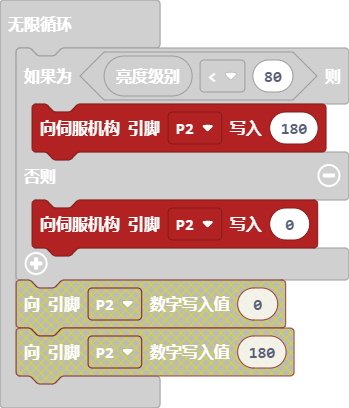 无限循环
如果为 亮度级别 < 80 则
向伺服机构 引脚 P2 写入 180
否则
向伺服机构 引脚 P2 写入 0
向 引脚 P2 数字写入值 0
向 引脚 P2 数字写入值 180